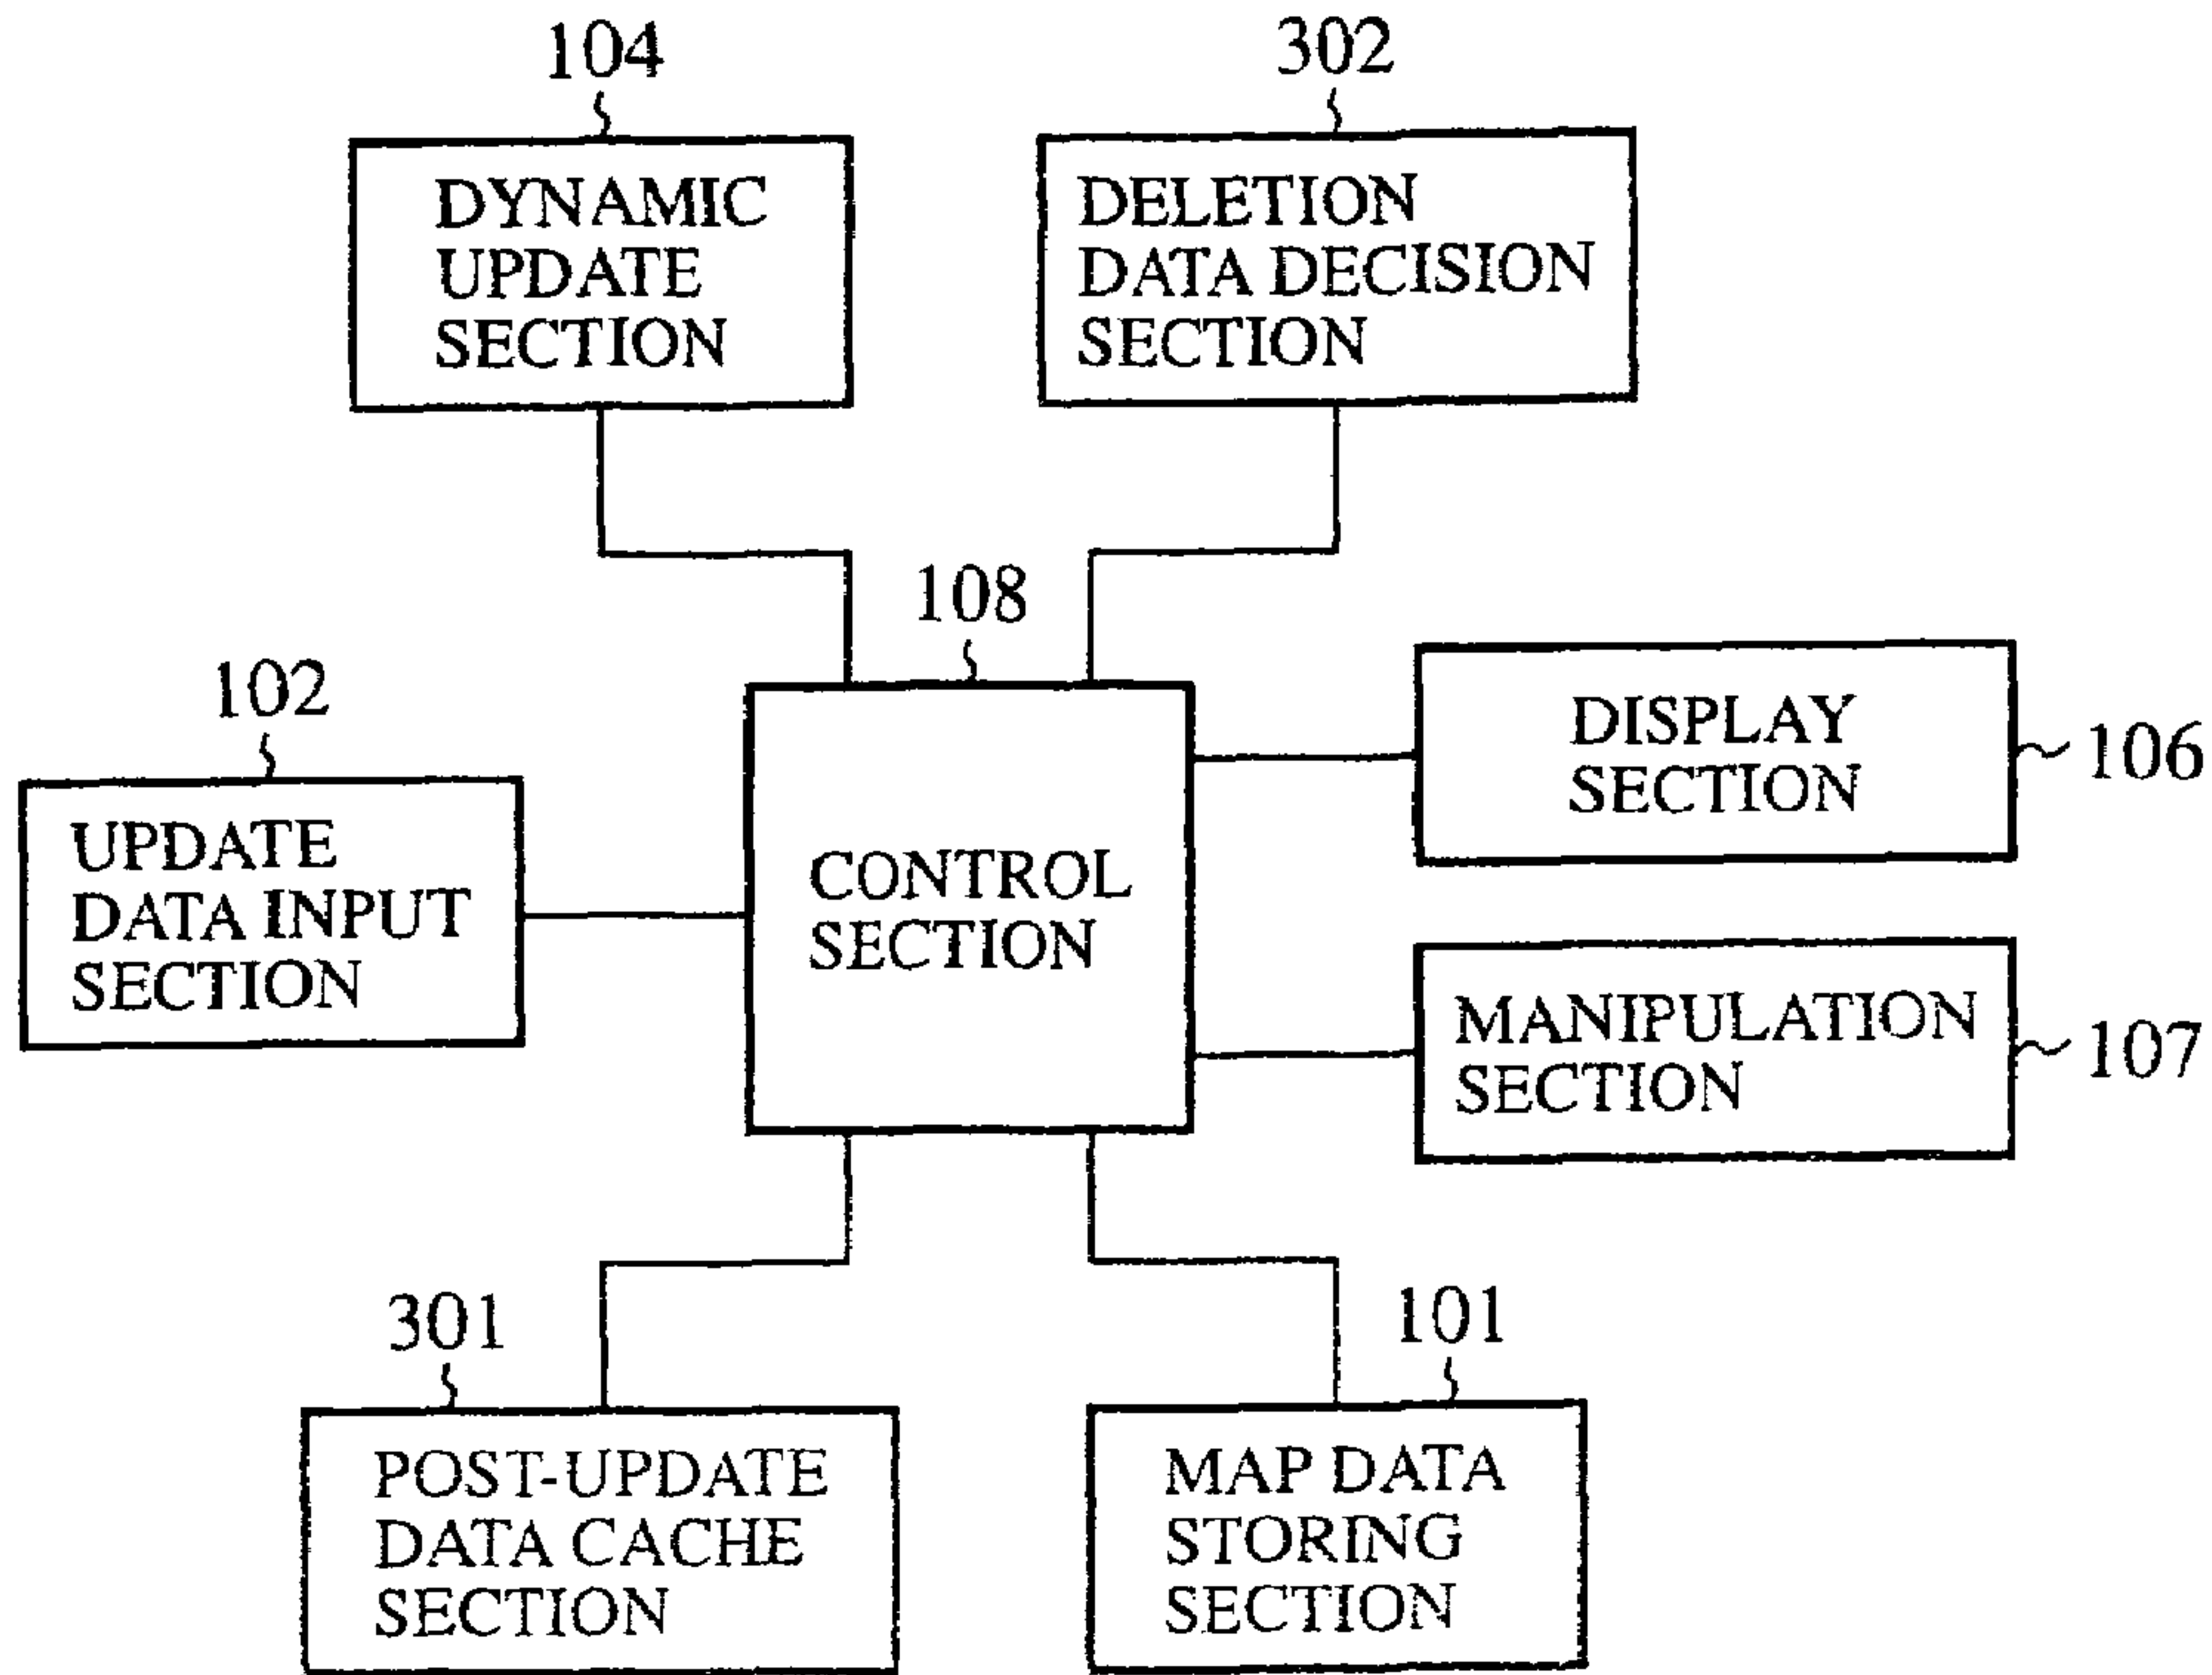 104
DYNAMIC
UPDATE
SECTION
302
DELETION
DATA DECISION
SECTION
108
CONTROL
SECTION
102
UPDATE
DATA INPUT
SECTION
DISPLAY
SECTION
106
MANIPULATION
SECTION
107
301
POST-UPDATE
DATA CACHE
SECTION
101
MAP DATA
STORING
SECTION